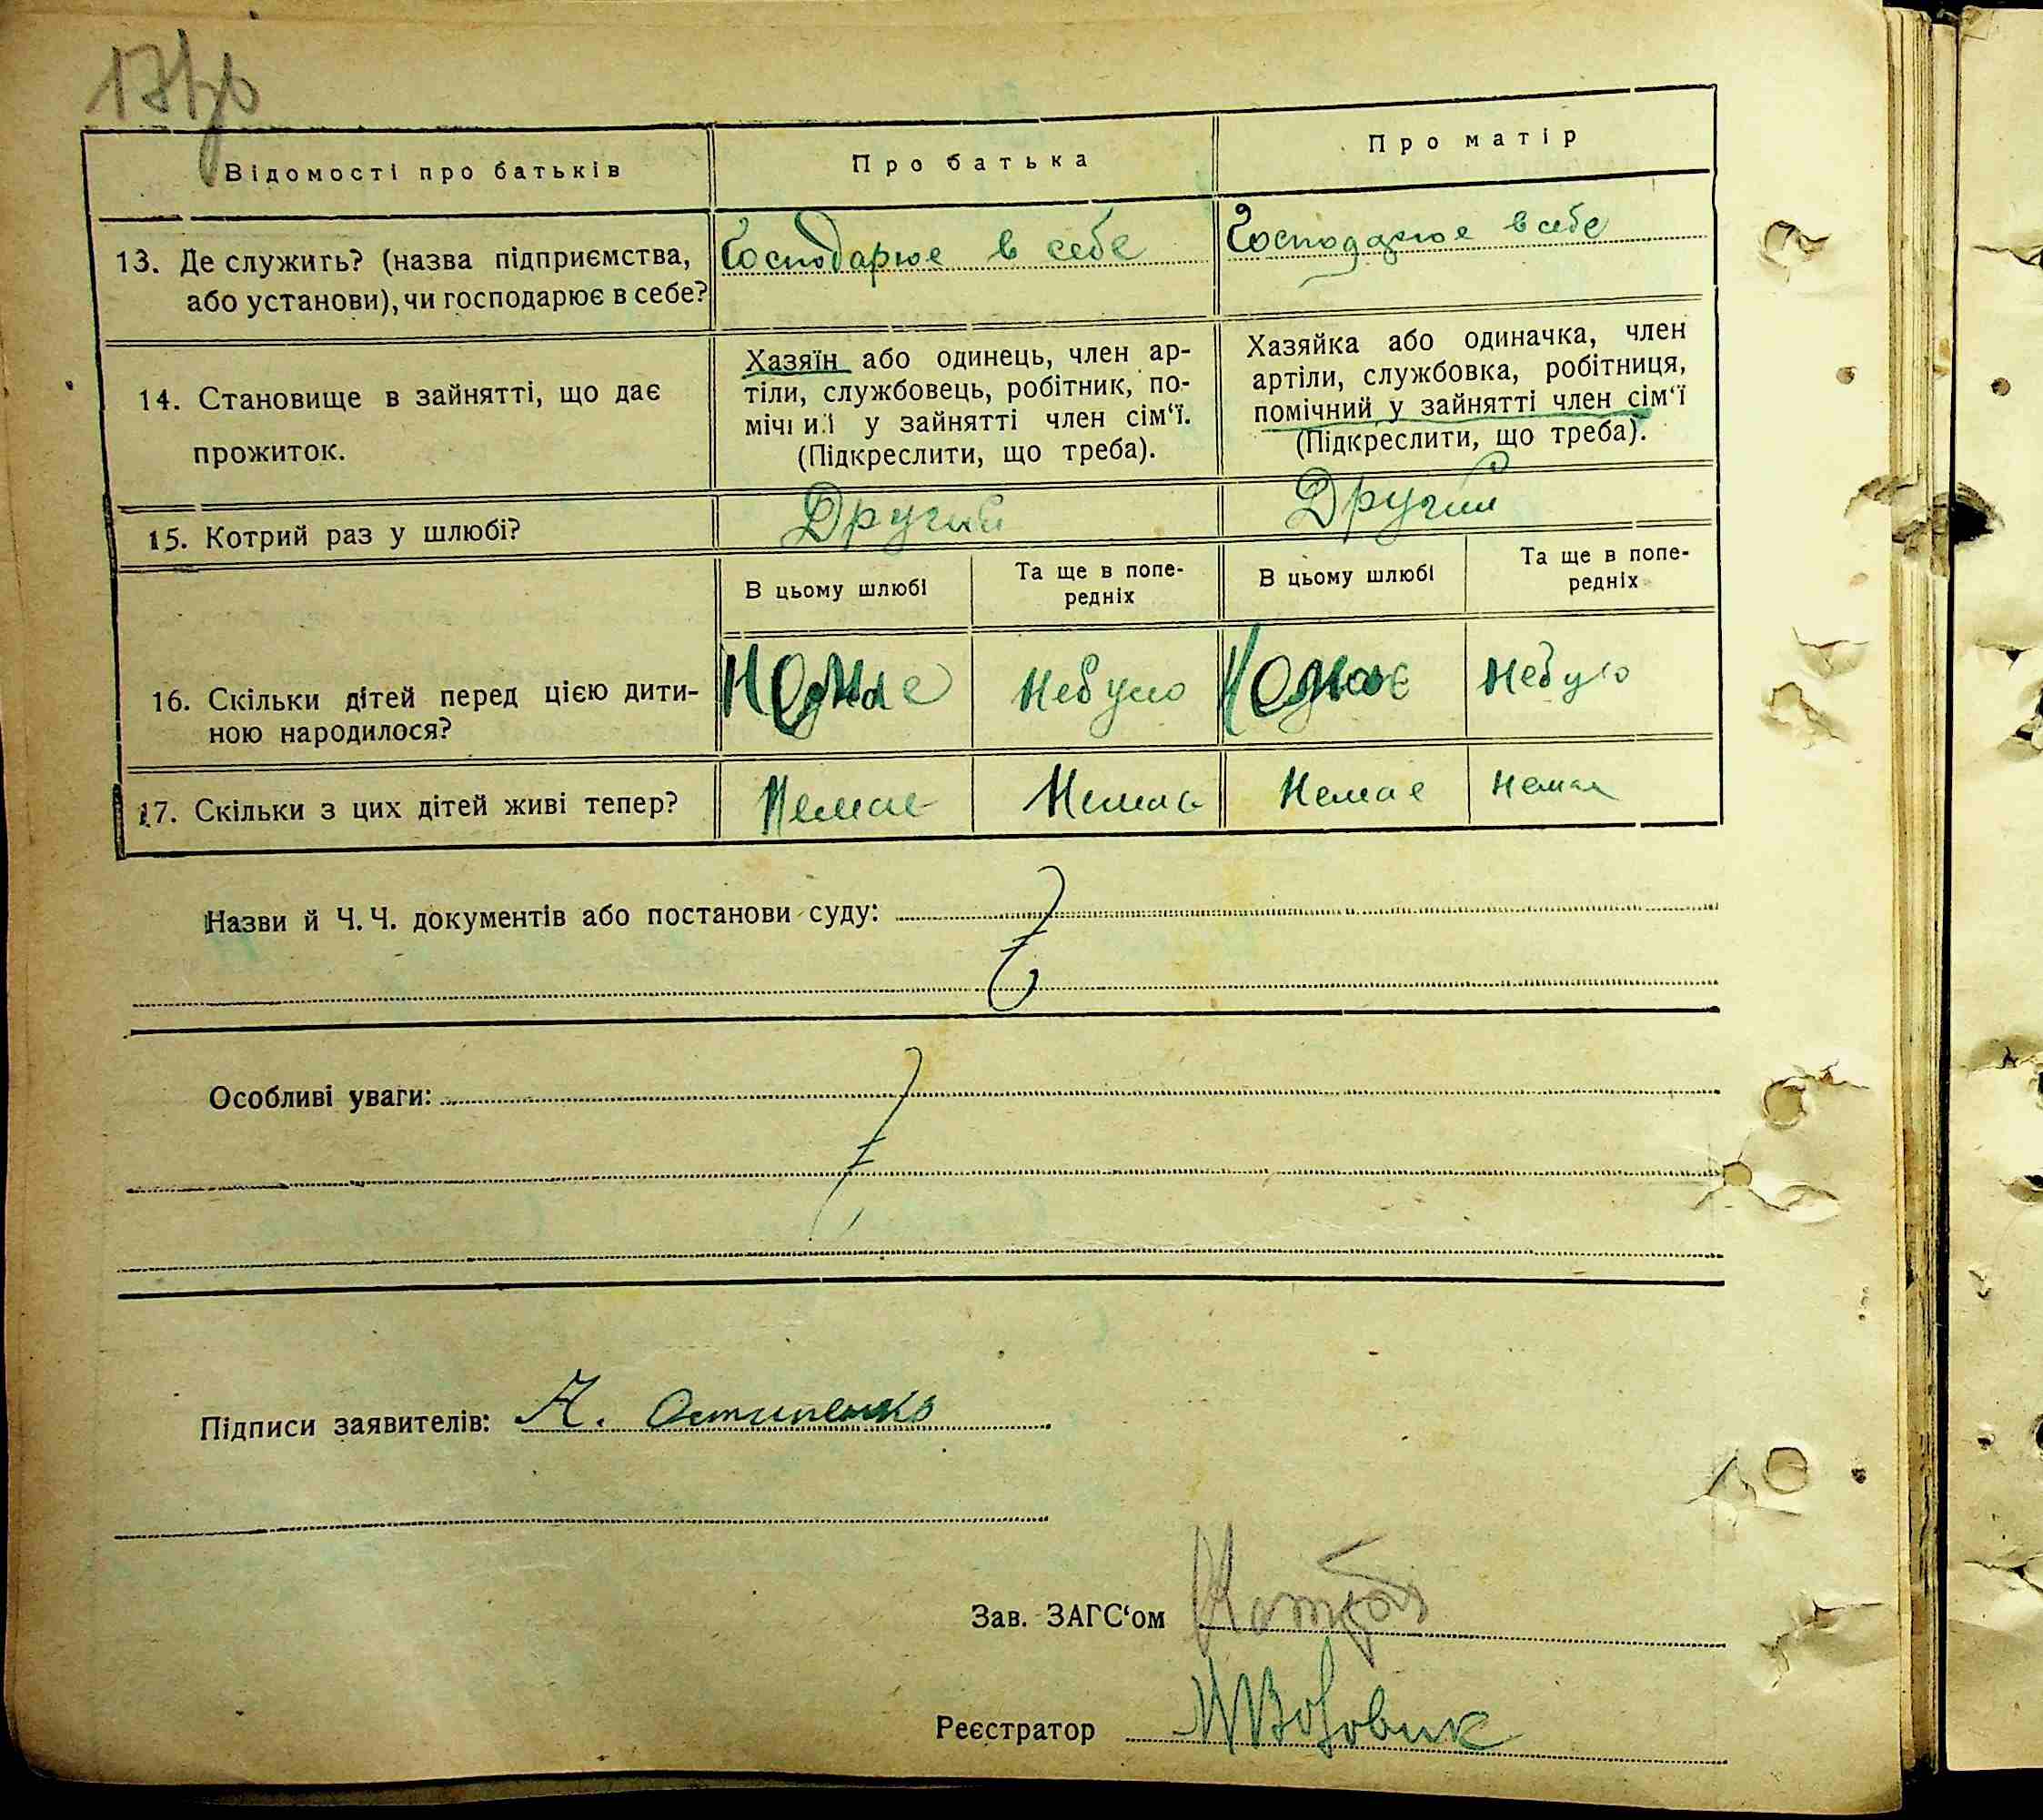 Відомості про батьків
Про батька
Про матір
13. Де служить? (назва підприємства,
або установи), чи господарює в себе?
Господарює в себе
Господарює в себе
14. Становище в зайнятті, що дає
прожиток.
Хазяїн або одинець, член ар-
тіли, службовець, робітник, по-
мічний у зайнятті член сім‘ї.
(Підкреслити, що треба).
Хазяйка або одиначка, член
артіли, службовка, робітниця,
помічний у зайнятті член сім‘ї
(Підкреслити, що треба).
15. Котрий раз у шлюбі?
Другий
Другий
В цьому шлюбі
Та ще в попе-
редніх
В цьому шлюбі
Та ще в попе-
редніх
16. Скільки дітей перед цією дити-
ною народилося?
Небуло
Небуло
17. Скільки з цих дітей живі тепер?
Немає
Немає
Немає
Немає
Назви й Ч. Ч. документів або постанови суду:
Особливі уваги:
Підписи заявителів:
Зав. ЗАГС‘ом
Реєстратор